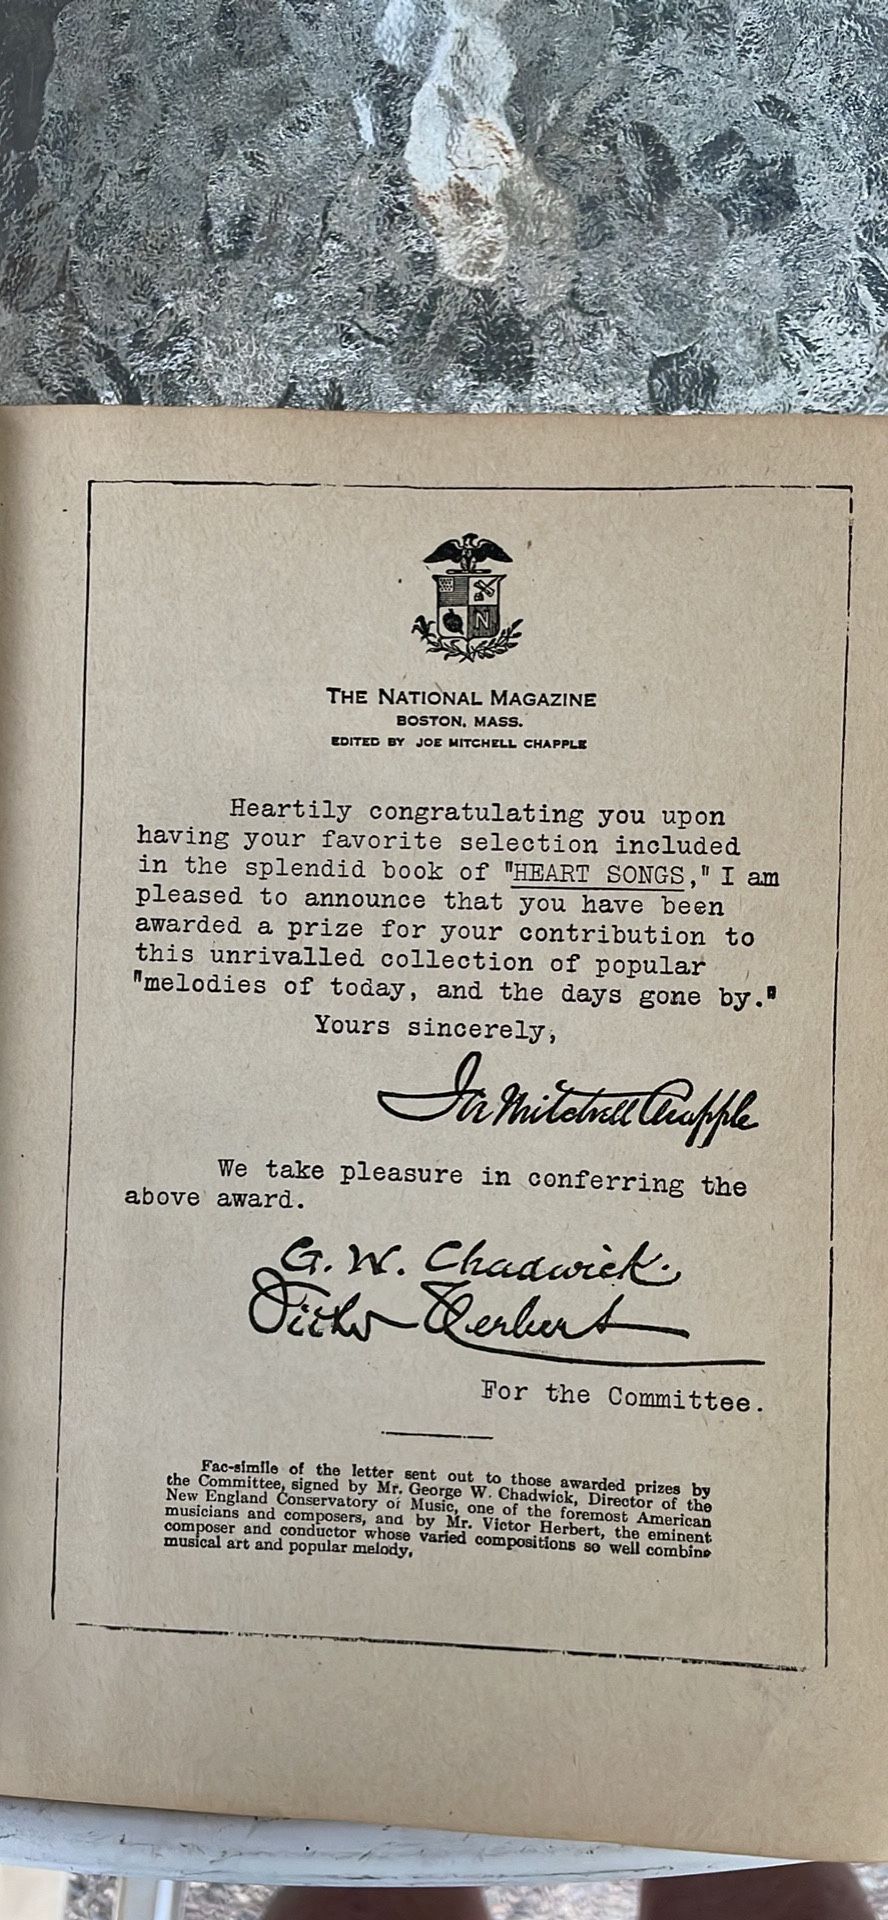 N
THE NATIONAL MAGAZINE
BOSTON, MASS.
EDITED BY JOE MITCHELL CHAPPLE
Heartily congratulating you upon
having your favorite selection included
in the splendid book of "HEART SONGS," I am
pleased to announce that you have been
awarded a prize for your contribution to
this unrivalled collection of popular
"melodies of today, and the days gone by."
Yours sincerely,
Joe Mitchell Chapple
We take pleasure in conferring the
above award.
G. W. Chadwick.
Victor Herbert
For the Committee.
Fac-simile of the letter sent out to those awarded prizes by
the Committee, signed by Mr. George W. Chadwick, Director of the
New England Conservatory of Music, one of the foremost American
musicians and composers, and by Mr. Victor Herbert, the eminent
composer and conductor whose varied compositions so well combine
musical art and popular melody,